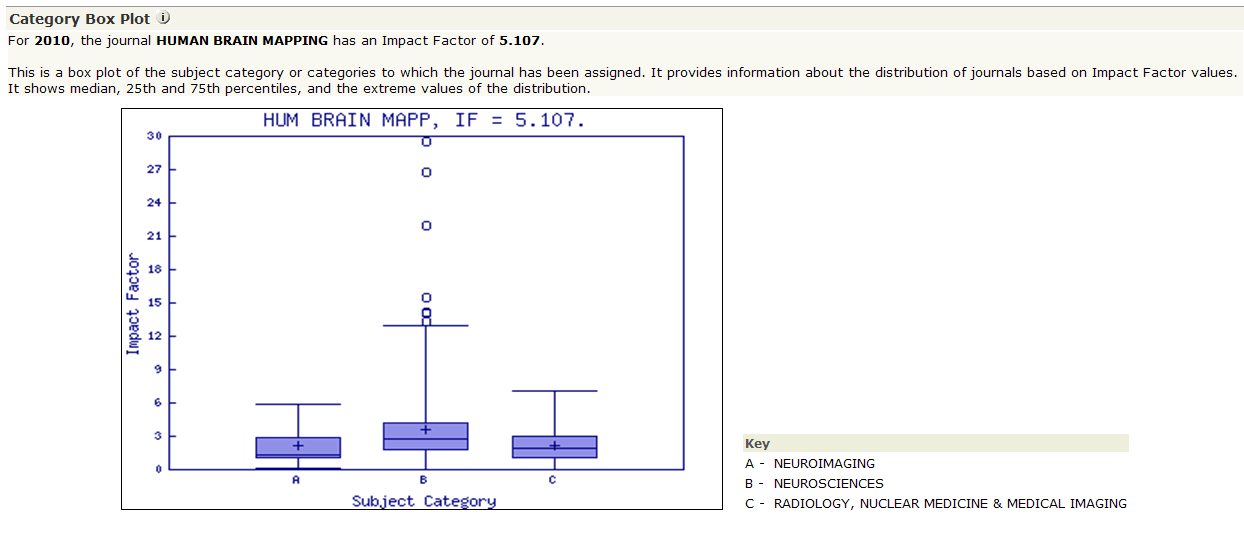 Category Box Plot i
For 2010, the journal HUMAN BRAIN MAPPING has an Impact Factor of 5.107.
This is a box plot of the subject category or categories to which the journal has been assigned. It provides information about the distribution of journals based on Impact Factor values.
It shows median, 25th and 75th percentiles, and the extreme values of the distribution.
HUM BRAIN MAPP, IF = 5.107.
30
27
24
21
18
15
12
9
6
3
0
Impact Factor
A B C
Subject Category
Key
A - NEUROIMAGING
B - NEUROSCIENCES
C - RADIOLOGY, NUCLEAR MEDICINE & MEDICAL IMAGING